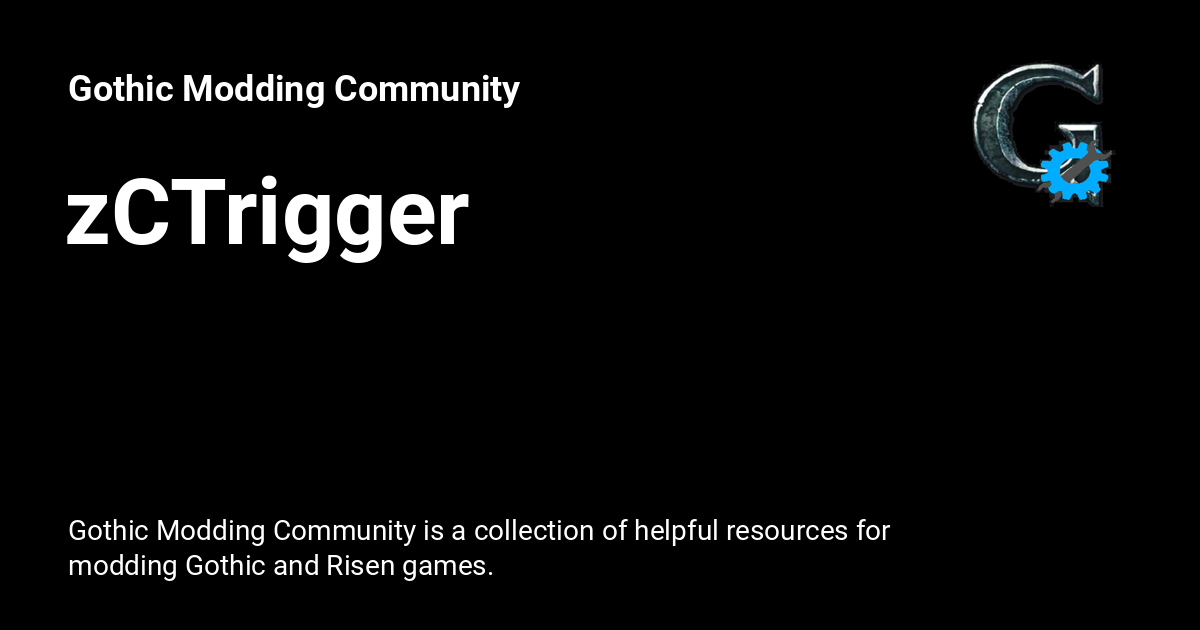 Gothic Modding Community
zCTrigger
G
Gothic Modding Community is a collection of helpful resources for
modding Gothic and Risen games.